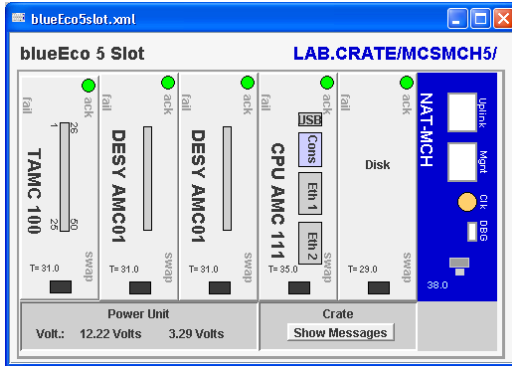 blueEco5slot.xml
blueEco 5 Slot
LAB.CRATE/MCSMCH5/
fail
ack
1
26
TAMC 100
25
50
swap
T= 31.0
fail
ack
DESY AMC01
swap
T= 31.0
fail
ack
DESY AMC01
swap
T= 31.0
fail
ack
USB
Cons
CPU AMC 111
Eth 1
Eth 2
swap
T= 35.0
fail
ack
Disk
swap
T= 29.0
NAT-MCH
Uplink
Mgnt
Clk
DBG
38.0
Power Unit
Volt.: 12.22 Volts 3.29 Volts
Crate
Show Messages